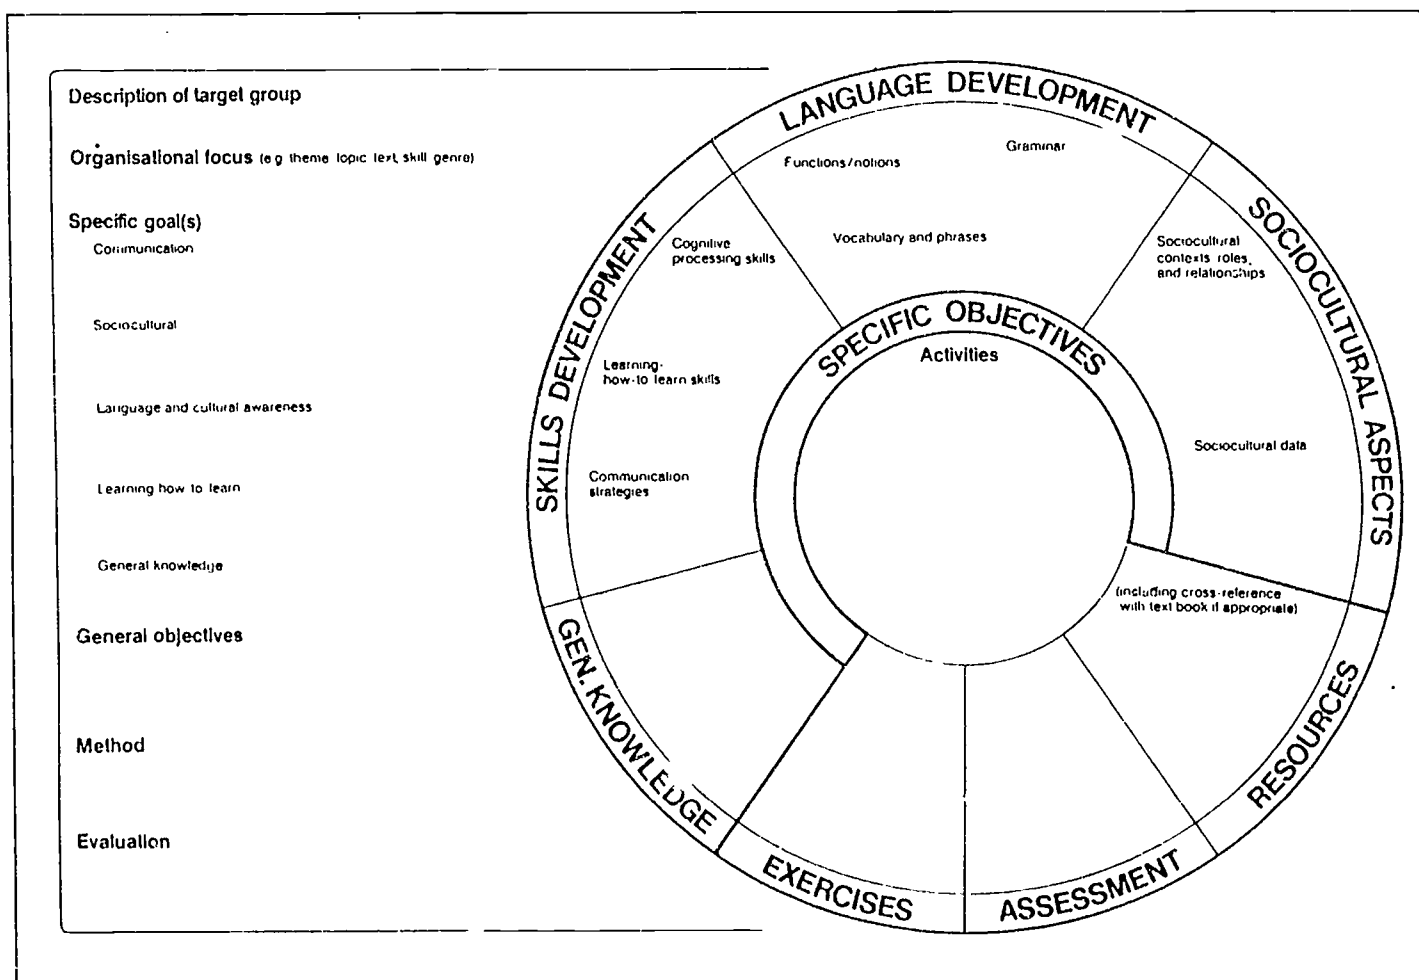 Description of target group
Organisational focus (e.g. theme topic text, skill genre)
Specific goal(s)
Communication
Sociocultural
Language and cultural awareness
Learning how to learn
General knowledge
General objectives
Method
Evaluation
LANGUAGE DEVELOPMENT
Functions/notions
Grammar
Vocabulary and phrases
SKILLS DEVELOPMENT
Cognitive
processing skills
Learning-
how-to learn skills
Communication
strategies
SOCIOCULTURAL ASPECTS
Sociocultural
contexts, roles,
and relationships
Sociocultural data
SPECIFIC OBJECTIVES
Activities
(including cross-reference
with text book if appropriate)
GEN. KNOWLEDGE
EXERCISES
ASSESSMENT
RESOURCES